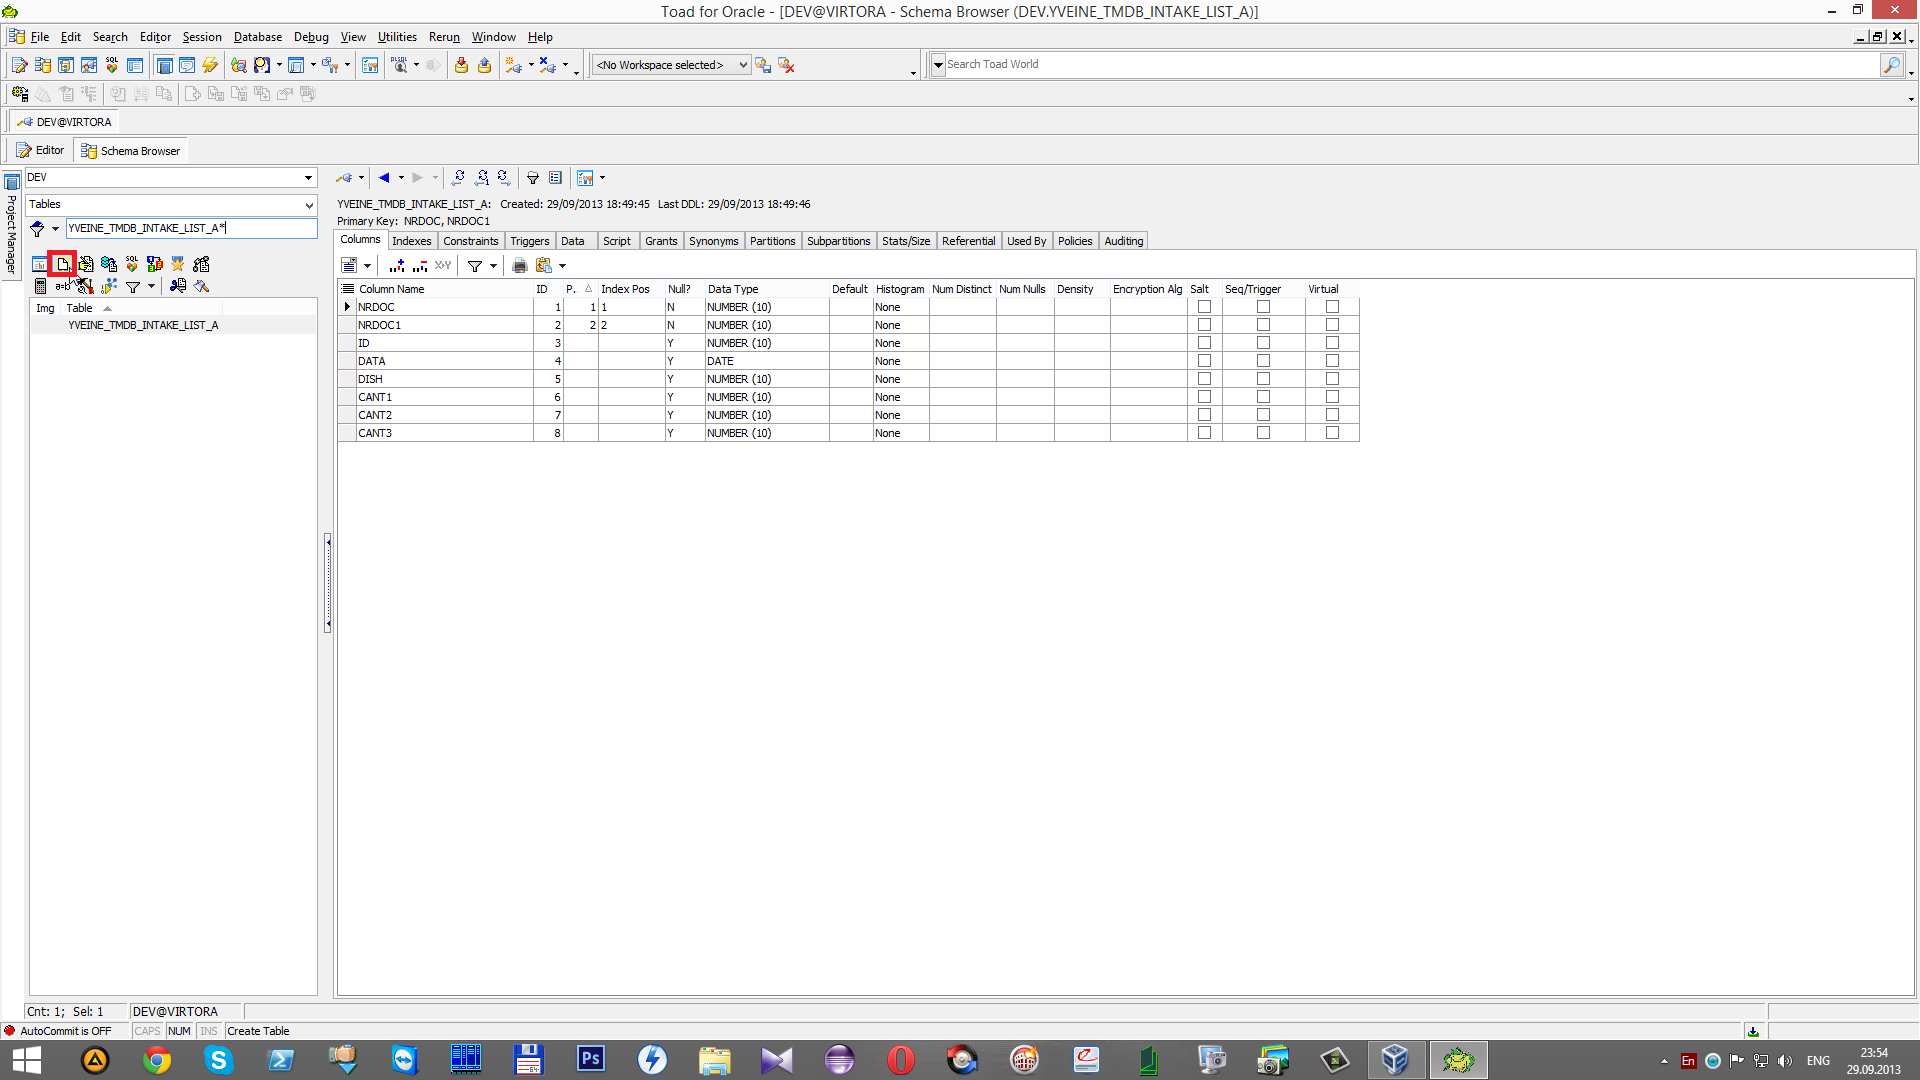 Toad for Oracle - [DEV@VIRTORA - Schema Browser (DEV.YVEINE_TMDB_INTAKE_LIST_A)]
File Edit Search Editor Session Database Debug View Utilities Rerun Window Help
SQL <No Workspace selected> Search Toad World
DEV@VIRTORA
Editor Schema Browser
Project Manager
DEV
Tables
YVEINE_TMDB_INTAKE_LIST_A*
SQL
Img Table
YVEINE_TMDB_INTAKE_LIST_A
YVEINE_TMDB_INTAKE_LIST_A: Created: 29/09/2013 18:49:45 Last DDL: 29/09/2013 18:49:46
Primary Key: NRDOC, NRDOC1
Columns Indexes Constraints Triggers Data Script Grants Synonyms Partitions Subpartitions Stats/Size Referential Used By Policies Auditing
Column Name ID P.. Index Pos Null? Data Type Default Histogram Num Distinct Num Nulls Density Encryption Alg Salt Seq/Trigger Virtual
NRDOC 1 1 1 N NUMBER (10) None
NRDOC1 2 2 2 N NUMBER (10) None
ID 3 Y NUMBER (10) None
DATA 4 Y DATE None
DISH 5 Y NUMBER (10) None
CANT1 6 Y NUMBER (10) None
CANT2 7 Y NUMBER (10) None
CANT3 8 Y NUMBER (10) None
Cnt: 1; Sel: 1 DEV@VIRTORA
AutoCommit is OFF CAPS NUM INS Create Table
Ps En ENG 23:54
29.09.2013